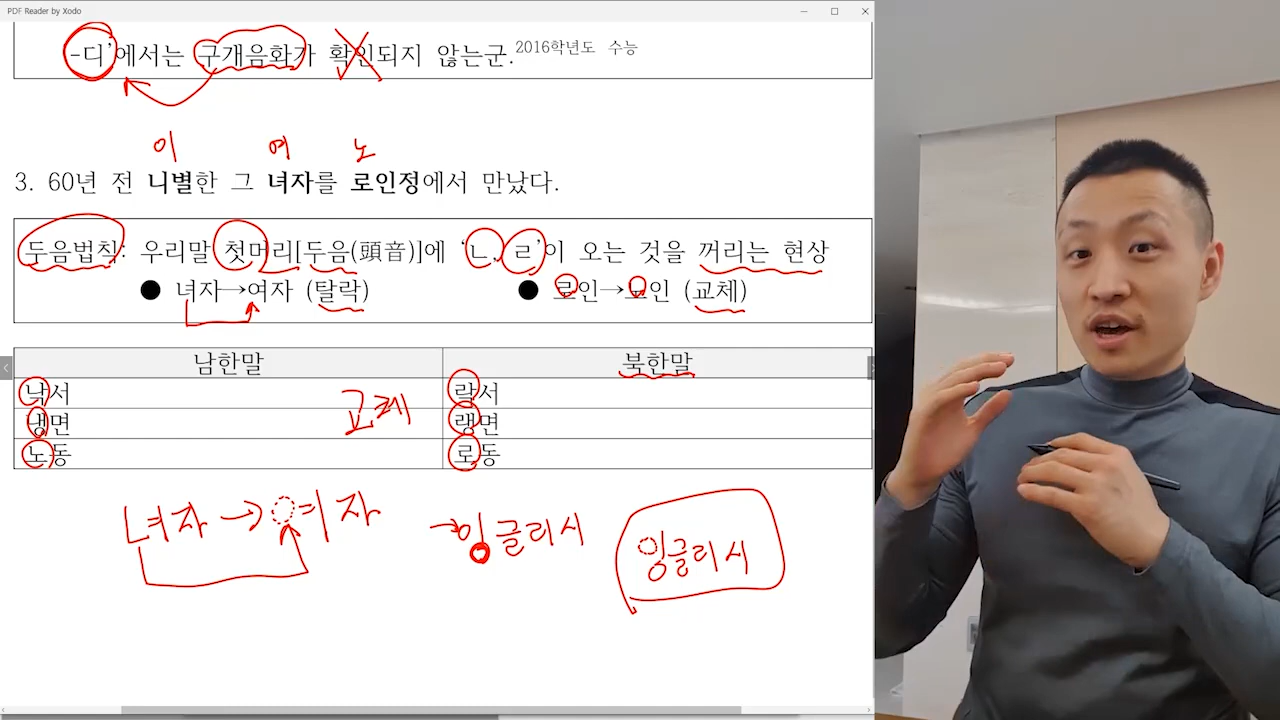 PDF Reader by Xodo
-디'에서는 구개음화가 확인되지 않는군.2016학년도 수능
이 여 노
3. 60년 전 니별한 그 녀자를 로인정에서 만났다.
두음법칙: 우리말 첫머리[두음(頭音)]에 'ㄴ, ㄹ'이 오는 것을 꺼리는 현상
● 녀자→여자 (탈락) ● 로인→노인 (교체)
남한말 북한말
낙서 락서
냉면 랭면
노동 로동
교체
녀자 → 여자
→ 잉글리시
잉글리시